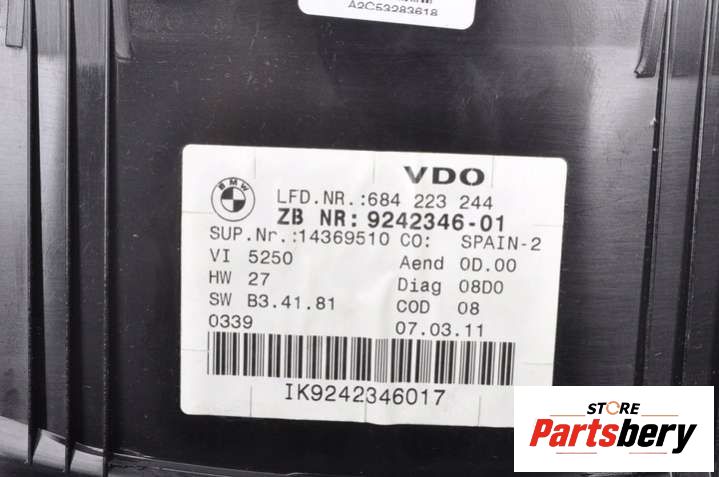 A2C53283618
VDO
BMW
LFD.NR.:684 223 244
ZB NR: 9242346-01
SUP.Nr.:14369510 CO: SPAIN-2
VI 5250 Aend 0D.00
HW 27 Diag 08D0
SW B3.41.81 COD 08
0339 07.03.11
IK9242346017
STORE
Partsbery